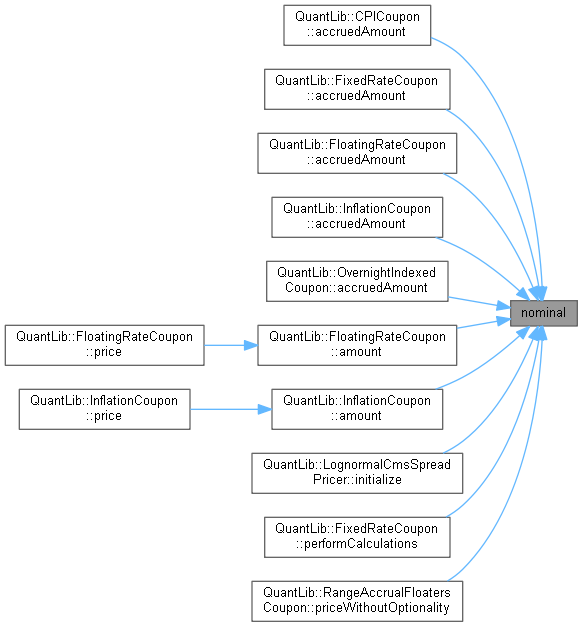 QuantLib::CPICoupon
::accruedAmount
QuantLib::FixedRateCoupon
::accruedAmount
QuantLib::FloatingRateCoupon
::accruedAmount
QuantLib::InflationCoupon
::accruedAmount
QuantLib::OvernightIndexed
Coupon::accruedAmount
nominal
QuantLib::FloatingRateCoupon
::price
QuantLib::FloatingRateCoupon
::amount
QuantLib::InflationCoupon
::price
QuantLib::InflationCoupon
::amount
QuantLib::LognormalCmsSpread
Pricer::initialize
QuantLib::FixedRateCoupon
::performCalculations
QuantLib::RangeAccrualFloaters
Coupon::priceWithoutOptionality